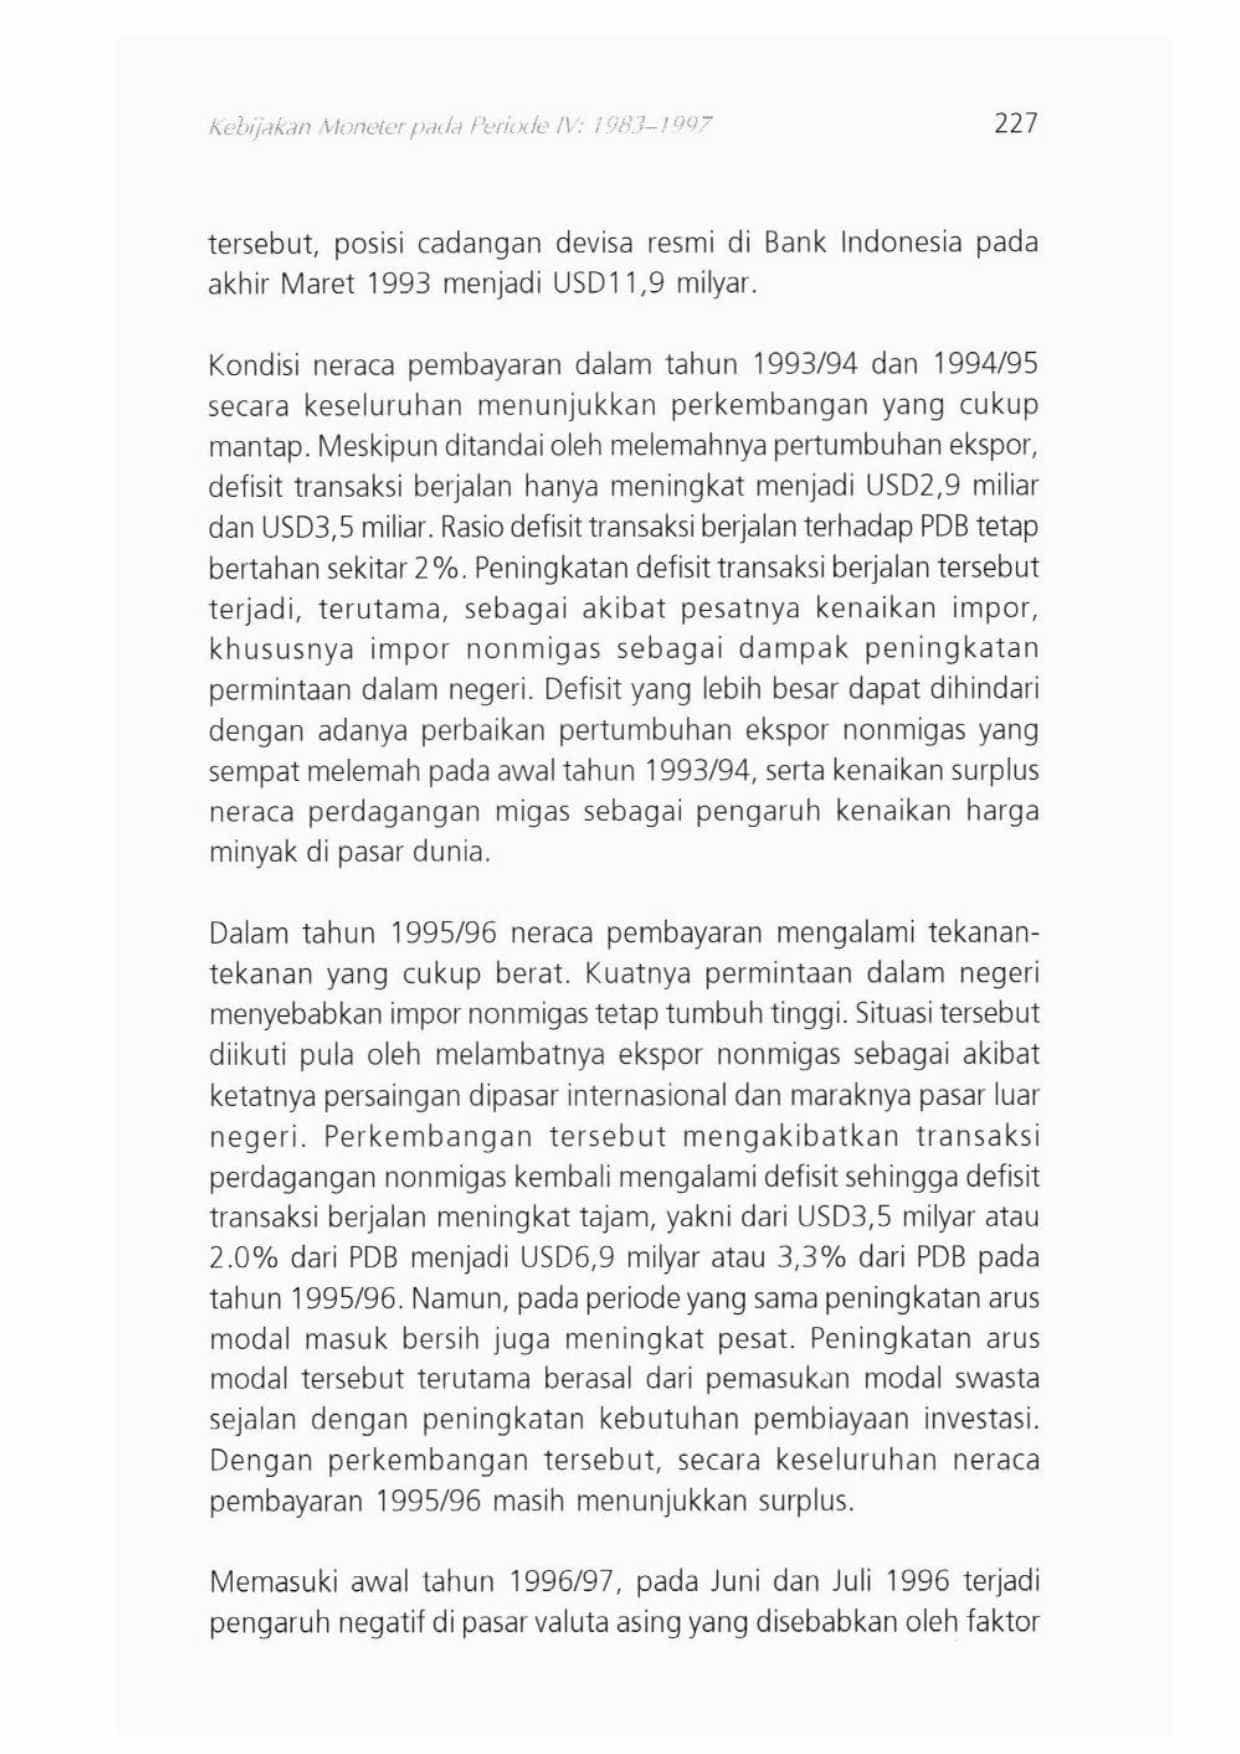 Kebijakan Moneter pada Periode IV: 1983–1997 227
tersebut, posisi cadangan devisa resmi di Bank Indonesia pada
akhir Maret 1993 menjadi USD11,9 milyar.
Kondisi neraca pembayaran dalam tahun 1993/94 dan 1994/95
secara keseluruhan menunjukkan perkembangan yang cukup
mantap. Meskipun ditandai oleh melemahnya pertumbuhan ekspor,
defisit transaksi berjalan hanya meningkat menjadi USD2,9 miliar
dan USD3,5 miliar. Rasio defisit transaksi berjalan terhadap PDB tetap
bertahan sekitar 2%. Peningkatan defisit transaksi berjalan tersebut
terjadi, terutama, sebagai akibat pesatnya kenaikan impor,
khususnya impor nonmigas sebagai dampak peningkatan
permintaan dalam negeri. Defisit yang lebih besar dapat dihindari
dengan adanya perbaikan pertumbuhan ekspor nonmigas yang
sempat melemah pada awal tahun 1993/94, serta kenaikan surplus
neraca perdagangan migas sebagai pengaruh kenaikan harga
minyak di pasar dunia.
Dalam tahun 1995/96 neraca pembayaran mengalami tekanan-
tekanan yang cukup berat. Kuatnya permintaan dalam negeri
menyebabkan impor nonmigas tetap tumbuh tinggi. Situasi tersebut
diikuti pula oleh melambatnya ekspor nonmigas sebagai akibat
ketatnya persaingan dipasar internasional dan maraknya pasar luar
negeri. Perkembangan tersebut mengakibatkan transaksi
perdagangan nonmigas kembali mengalami defisit sehingga defisit
transaksi berjalan meningkat tajam, yakni dari USD3,5 milyar atau
2.0% dari PDB menjadi USD6,9 milyar atau 3,3% dari PDB pada
tahun 1995/96. Namun, pada periode yang sama peningkatan arus
modal masuk bersih juga meningkat pesat. Peningkatan arus
modal tersebut terutama berasal dari pemasukan modal swasta
sejalan dengan peningkatan kebutuhan pembiayaan investasi.
Dengan perkembangan tersebut, secara keseluruhan neraca
pembayaran 1995/96 masih menunjukkan surplus.
Memasuki awal tahun 1996/97, pada Juni dan Juli 1996 terjadi
pengaruh negatif di pasar valuta asing yang disebabkan oleh faktor